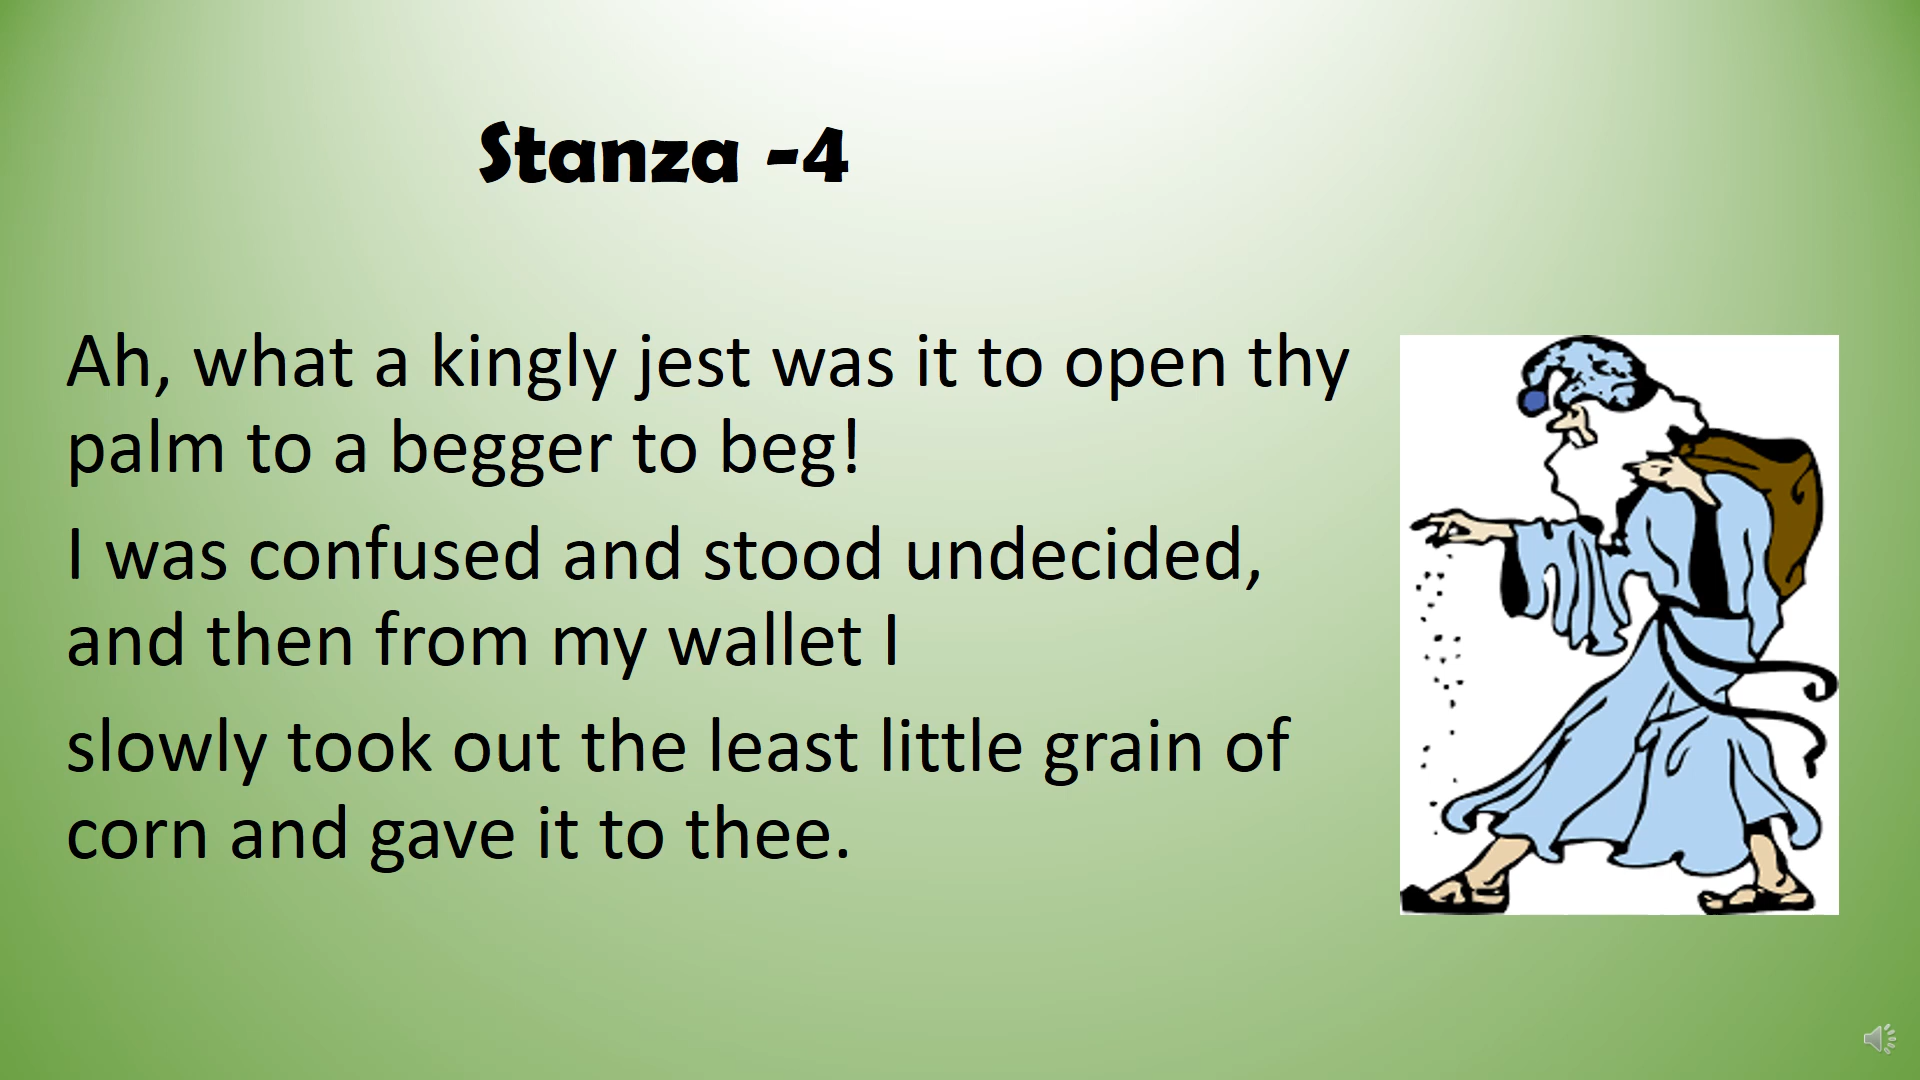 Stanza -4
Ah, what a kingly jest was it to open thy
palm to a begger to beg!
I was confused and stood undecided,
and then from my wallet I
slowly took out the least little grain of
corn and gave it to thee.